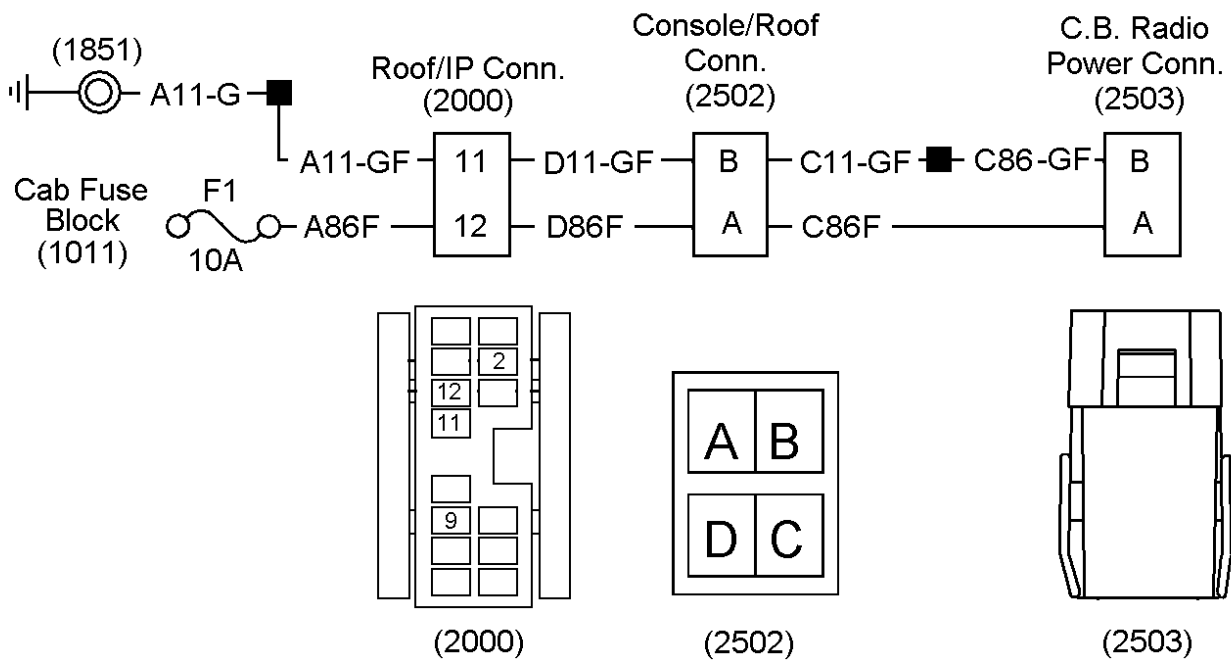 (1851)
A11-G
Roof/IP Conn.
(2000)
Console/Roof
Conn.
(2502)
C.B. Radio
Power Conn.
(2503)
A11-GF
11
D11-GF
B
C11-GF
C86-GF
B
Cab Fuse
Block
(1011)
F1
10A
A86F
12
D86F
A
C86F
A
2
12
11
9
A
B
D
C
(2000)
(2502)
(2503)